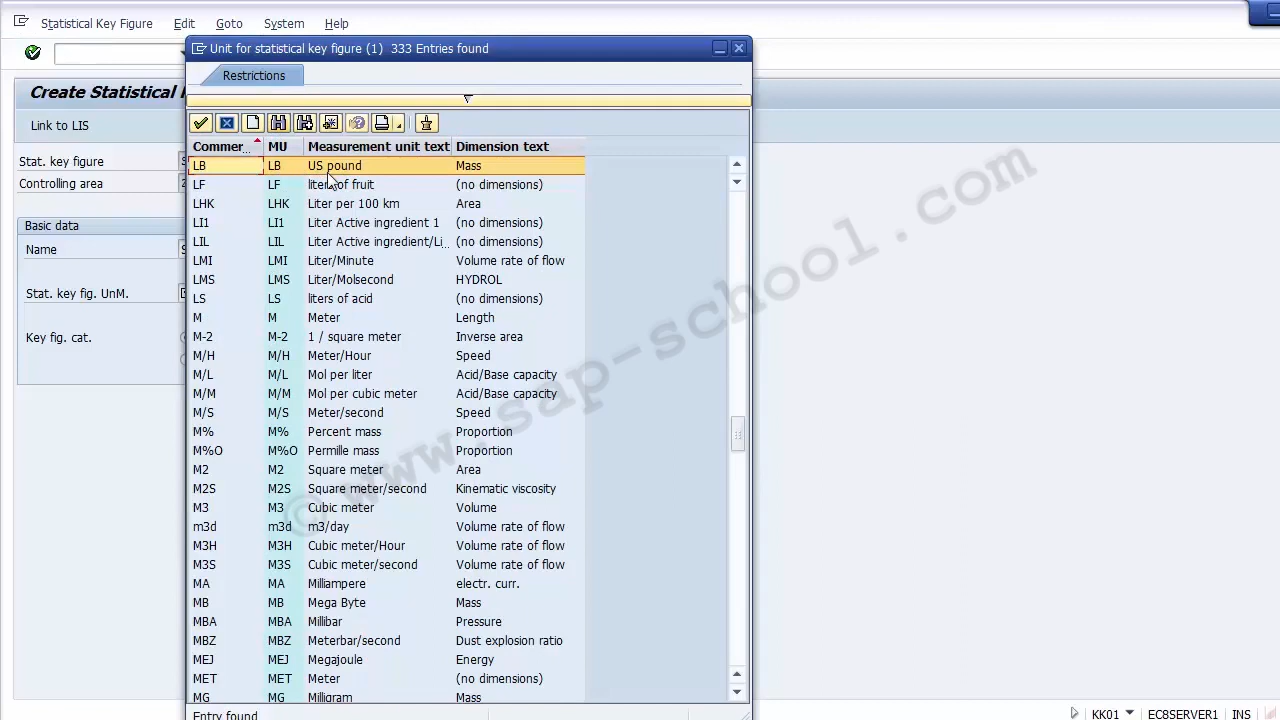 Statistical Key Figure Edit Goto System Help
Unit for statistical key figure (1) 333 Entries found
Restrictions
Create Statistical
Link to LIS
Stat. key figure
Controlling area
Basic data
Name
Stat. key fig. UnM.
Key fig. cat.
Commer... MU Measurement unit text Dimension text
LB LB US pound Mass
LF LF liters of fruit (no dimensions)
LHK LHK Liter per 100 km Area
LI1 LI1 Liter Active ingredient 1 (no dimensions)
LIL LIL Liter Active ingredient/Li... (no dimensions)
LMI LMI Liter/Minute Volume rate of flow
LMS LMS Liter/Molsecond HYDROL
LS LS liters of acid (no dimensions)
M M Meter Length
M-2 M-2 1 / square meter Inverse area
M/H M/H Meter/Hour Speed
M/L M/L Mol per liter Acid/Base capacity
M/M M/M Mol per cubic meter Acid/Base capacity
M/S M/S Meter/second Speed
M% M% Percent mass Proportion
M%O M%O Permille mass Proportion
M2 M2 Square meter Area
M2S M2S Square meter/second Kinematic viscosity
M3 M3 Cubic meter Volume
m3d m3d m3/day Volume rate of flow
M3H M3H Cubic meter/Hour Volume rate of flow
M3S M3S Cubic meter/second Volume rate of flow
MA MA Milliampere electr. curr.
MB MB Mega Byte Mass
MBA MBA Millibar Pressure
MBZ MBZ Meterbar/second Dust explosion ratio
MEJ MEJ Megajoule Energy
MET MET Meter (no dimensions)
MG MG Milligram Mass
Entry found
KK01 EC8SERVER1 INS
© www.sap-school.com